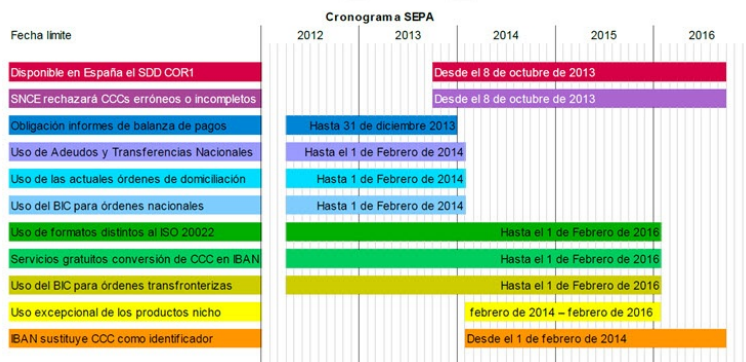 Cronograma SEPA
Fecha límite 2012 2013 2014 2015 2016
Disponible en España el SDD COR1 Desde el 8 de octubre de 2013
SNCE rechazará CCCs erróneos o incompletos Desde el 8 de octubre de 2013
Obligación informes de balanza de pagos Hasta 31 de diciembre 2013
Uso de Adeudos y Transferencias Nacionales Hasta el 1 de Febrero de 2014
Uso de las actuales órdenes de domiciliación Hasta 1 de Febrero de 2014
Uso del BIC para órdenes nacionales Hasta 1 de Febrero de 2014
Uso de formatos distintos al ISO 20022 Hasta el 1 de Febrero de 2016
Servicios gratuitos conversión de CCC en IBAN Hasta el 1 de Febrero de 2016
Uso del BIC para órdenes transfronterizas Hasta el 1 de Febrero de 2016
Uso excepcional de los productos nicho febrero de 2014 – febrero de 2016
IBAN sustituye CCC como identificador Desde el 1 de febrero de 2014